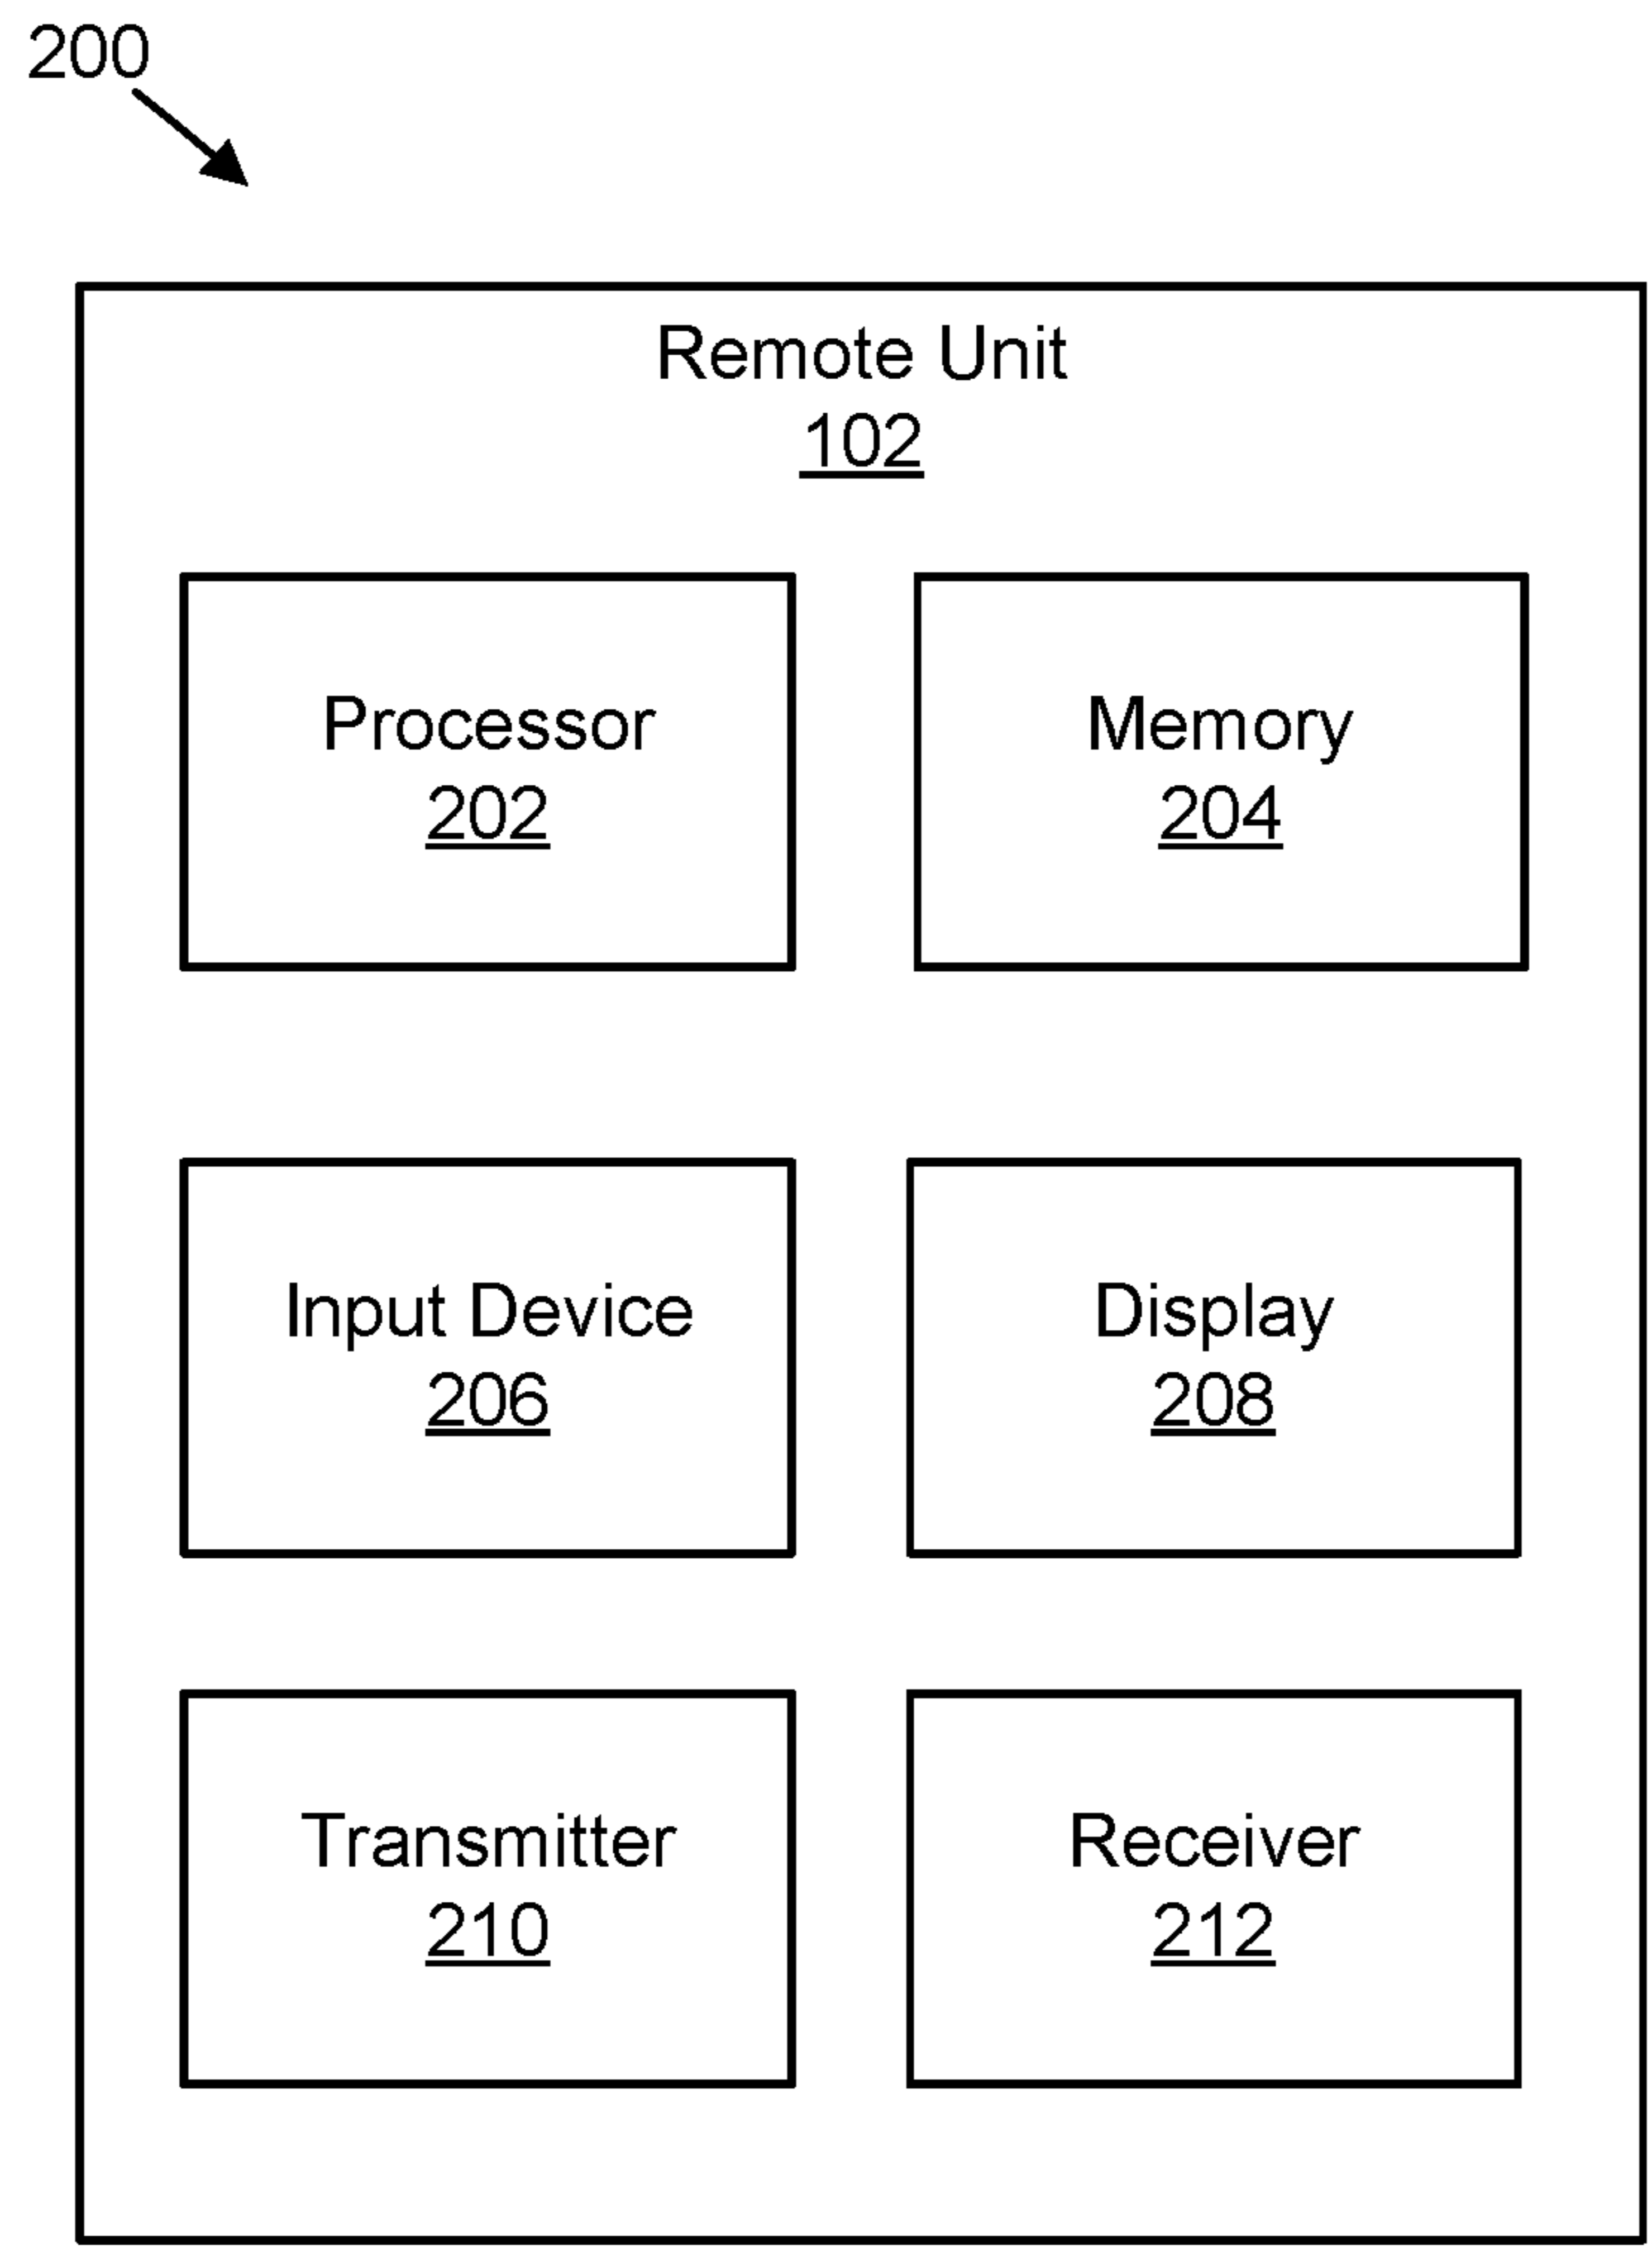 200
Remote Unit
102
Processor
202
Memory
204
Input Device
206
Display
208
Transmitter
210
Receiver
212